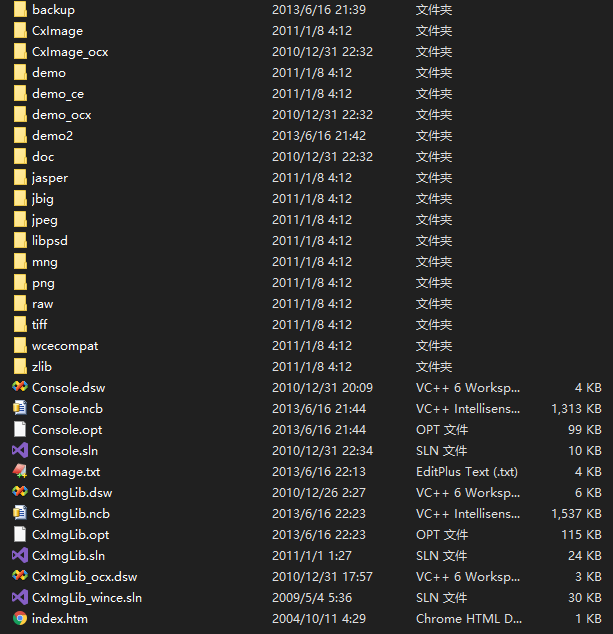 backup 2013/6/16 21:39 文件夹
CxImage 2011/1/8 4:12 文件夹
CxImage_ocx 2010/12/31 22:32 文件夹
demo 2011/1/8 4:12 文件夹
demo_ce 2011/1/8 4:12 文件夹
demo_ocx 2010/12/31 22:32 文件夹
demo2 2013/6/16 21:42 文件夹
doc 2010/12/31 22:32 文件夹
jasper 2011/1/8 4:12 文件夹
jbig 2011/1/8 4:12 文件夹
jpeg 2011/1/8 4:12 文件夹
libpsd 2011/1/8 4:12 文件夹
mng 2011/1/8 4:12 文件夹
png 2011/1/8 4:12 文件夹
raw 2011/1/8 4:12 文件夹
tiff 2011/1/8 4:12 文件夹
wcecompat 2011/1/8 4:12 文件夹
zlib 2011/1/8 4:12 文件夹
Console.dsw 2010/12/31 20:09 VC++ 6 Worksp... 4 KB
Console.ncb 2013/6/16 21:44 VC++ Intellisens... 1,313 KB
Console.opt 2013/6/16 21:44 OPT 文件 99 KB
Console.sln 2010/12/31 22:34 SLN 文件 10 KB
CxImage.txt 2013/6/16 22:13 EditPlus Text (.txt) 4 KB
CxImgLib.dsw 2010/12/26 2:27 VC++ 6 Worksp... 6 KB
CxImgLib.ncb 2013/6/16 22:23 VC++ Intellisens... 1,537 KB
CxImgLib.opt 2013/6/16 22:23 OPT 文件 115 KB
CxImgLib.sln 2011/1/1 1:27 SLN 文件 24 KB
CxImgLib_ocx.dsw 2010/12/31 17:57 VC++ 6 Worksp... 3 KB
CxImgLib_wince.sln 2009/5/4 5:36 SLN 文件 30 KB
index.htm 2004/10/11 4:29 Chrome HTML D... 1 KB